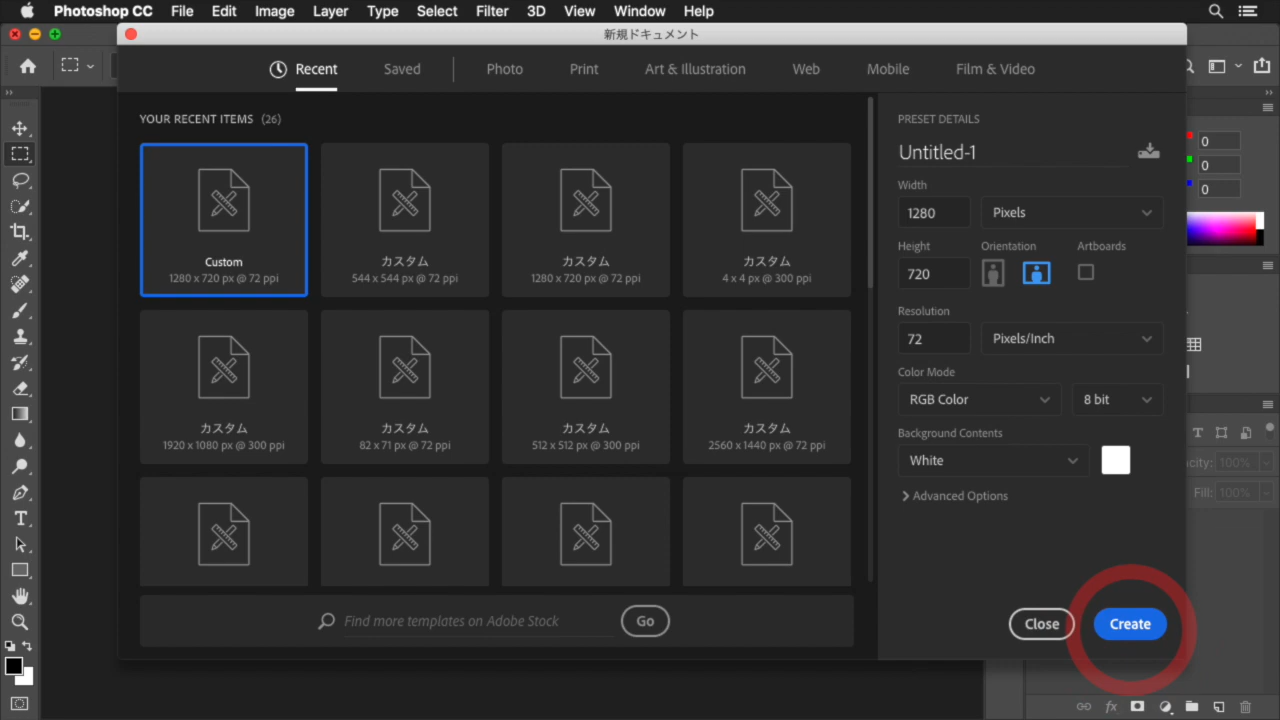 Photoshop CC File Edit Image Layer Type Select Filter 3D View Window Help
新規ドキュメント
Recent Saved Photo Print Art & Illustration Web Mobile Film & Video
YOUR RECENT ITEMS (26)
Custom
1280 x 720 px @ 72 ppi
カスタム
544 x 544 px @ 72 ppi
カスタム
1280 x 720 px @ 72 ppi
カスタム
4 x 4 px @ 300 ppi
カスタム
1920 x 1080 px @ 300 ppi
カスタム
82 x 71 px @ 72 ppi
カスタム
512 x 512 px @ 300 ppi
カスタム
2560 x 1440 px @ 72 ppi
Find more templates on Adobe Stock
Go
PRESET DETAILS
Untitled-1
Width
1280 Pixels
Height Orientation Artboards
720
Resolution
72 Pixels/Inch
Color Mode
RGB Color 8 bit
Background Contents
White
Advanced Options
Close Create
0
0
0
100%
Fill: 100%
fx